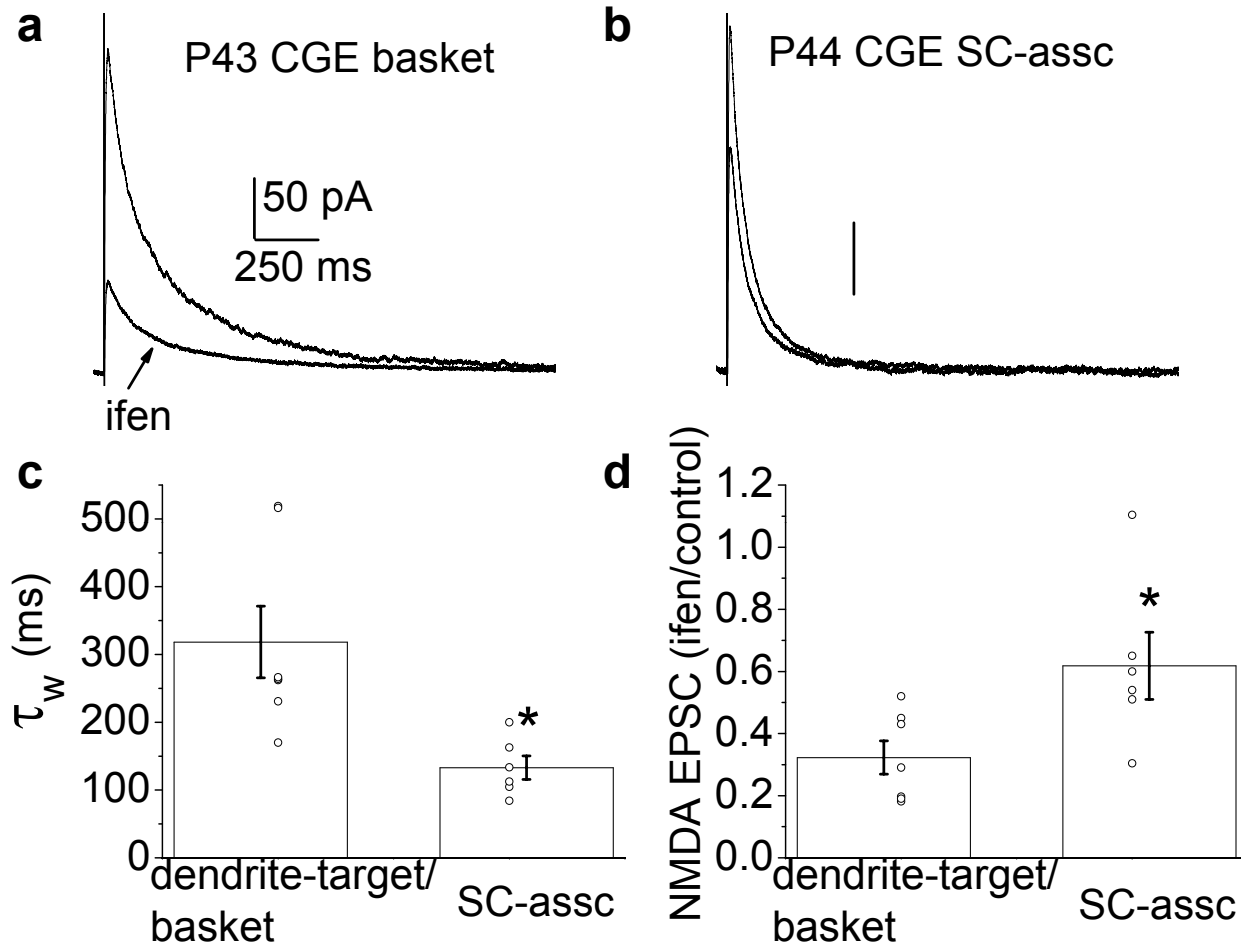 a
P43 CGE basket
50 pA
250 ms
ifen
b
P44 CGE SC-assc
c
τw (ms)
500
400
300
200
100
0
*
dendrite-target/
basket
SC-assc
d
NMDA EPSC (ifen/control)
1.2
1.0
0.8
0.6
0.4
0.2
0.0
*
dendrite-target/
basket
SC-assc